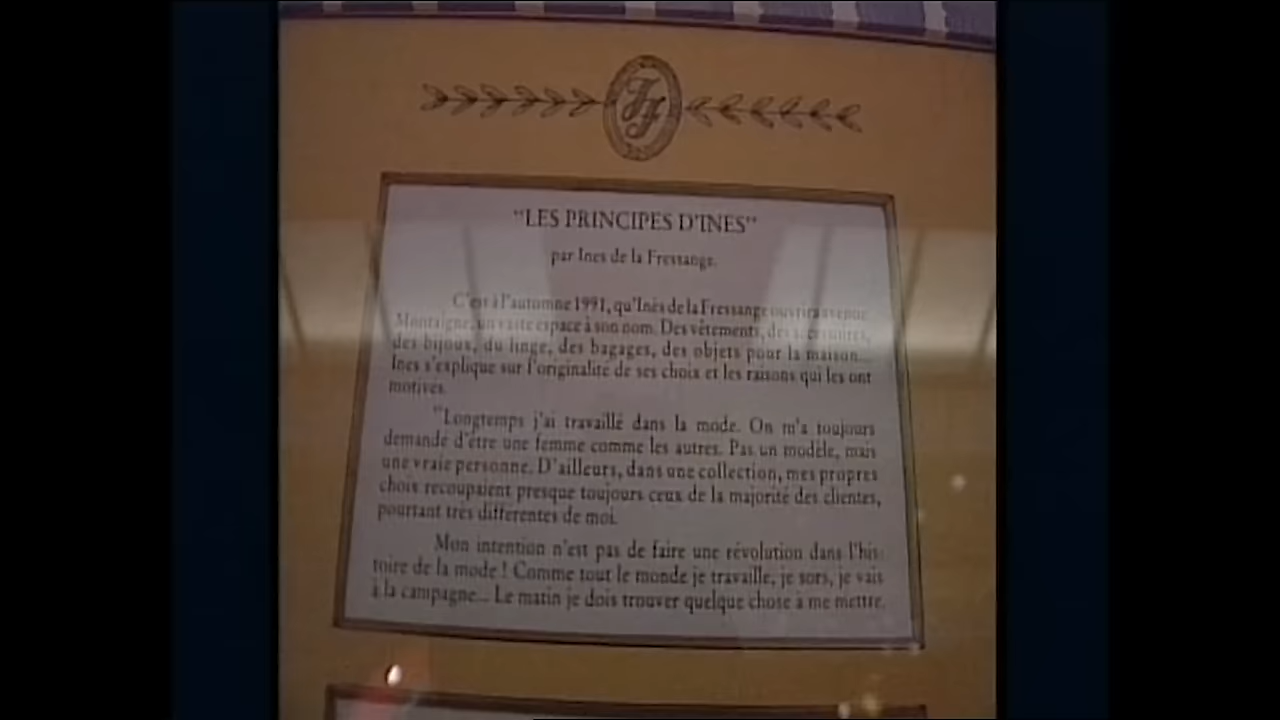 "LES PRINCIPES D'INES"
par Ines de la Fressange.
C'est à l'automne 1991, qu'Inès de la Fressange ouvrira avenue
Montaigne, un vaste espace à son nom. Des vêtements, des accessoires,
des bijoux, du linge, des bagages, des objets pour la maison...
Ines s'explique sur l'originalité de ses choix et les raisons qui les ont
motivés.
"Longtemps j'ai travaillé dans la mode. On m'a toujours
demandé d'être une femme comme les autres. Pas un modèle, mais
une vraie personne. D'ailleurs, dans une collection, mes propres
choix recoupaient presque toujours ceux de la majorité des clientes,
pourtant très différentes de moi.
Mon intention n'est pas de faire une révolution dans l'his-
toire de la mode ! Comme tout le monde je travaille, je sors, je vais
à la campagne... Le matin je dois trouver quelque chose à me mettre.